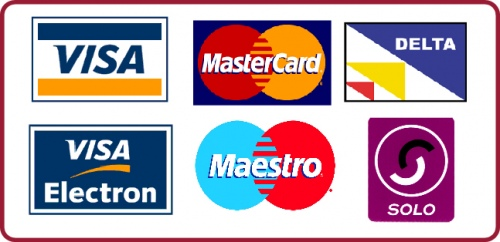 VISA
MasterCard
DELTA
VISA
Electron
Maestro
SOLO